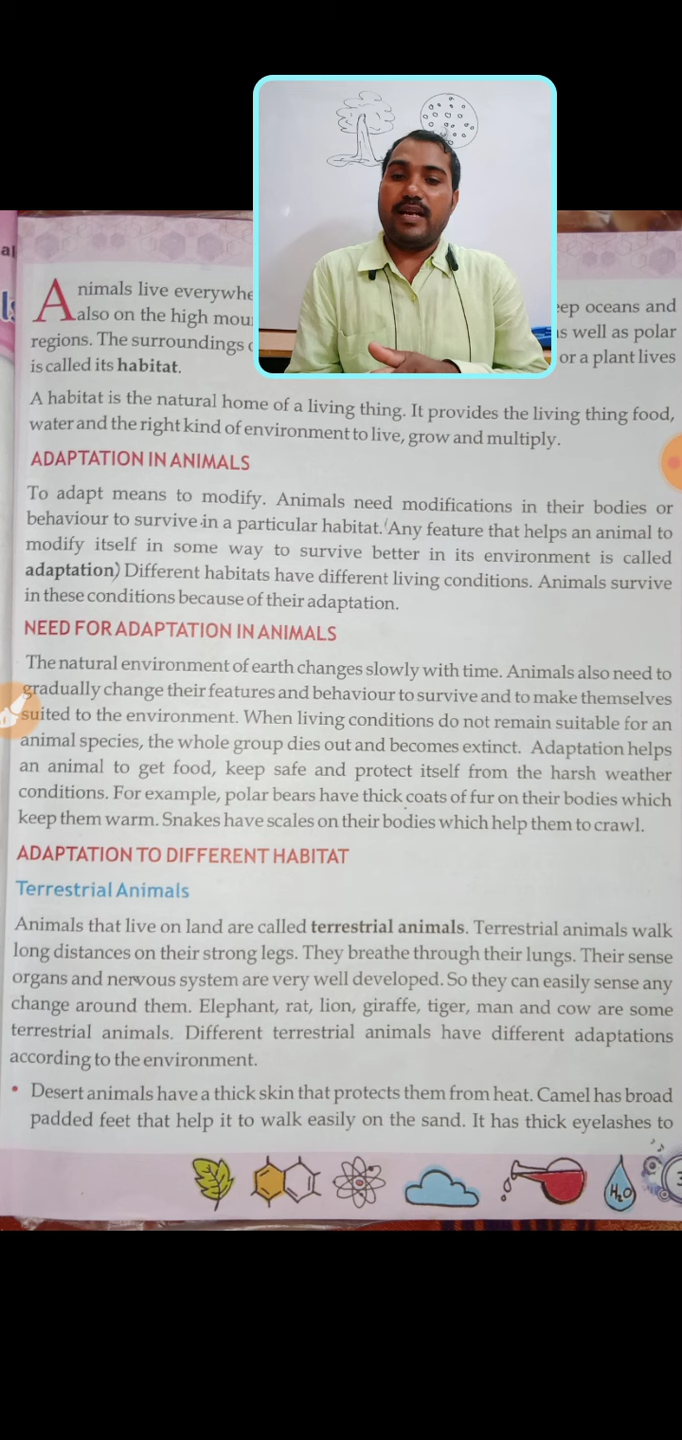 al
Animals live everywhe
eep oceans and
also on the high mou
s well as polar
regions. The surroundings
or a plant lives
is called its habitat.
A habitat is the natural home of a living thing. It provides the living thing food,
water and the right kind of environment to live, grow and multiply.
ADAPTATION IN ANIMALS
To adapt means to modify. Animals need modifications in their bodies or
behaviour to survive in a particular habitat. (Any feature that helps an animal to
modify itself in some way to survive better in its environment is called
adaptation.) Different habitats have different living conditions. Animals survive
in these conditions because of their adaptation.
NEED FOR ADAPTATION IN ANIMALS
The natural environment of earth changes slowly with time. Animals also need to
gradually change their features and behaviour to survive and to make themselves
suited to the environment. When living conditions do not remain suitable for an
animal species, the whole group dies out and becomes extinct. Adaptation helps
an animal to get food, keep safe and protect itself from the harsh weather
conditions. For example, polar bears have thick coats of fur on their bodies which
keep them warm. Snakes have scales on their bodies which help them to crawl.
ADAPTATION TO DIFFERENT HABITAT
Terrestrial Animals
Animals that live on land are called terrestrial animals. Terrestrial animals walk
long distances on their strong legs. They breathe through their lungs. Their sense
organs and nervous system are very well developed. So they can easily sense any
change around them. Elephant, rat, lion, giraffe, tiger, man and cow are some
terrestrial animals. Different terrestrial animals have different adaptations
according to the environment.
• Desert animals have a thick skin that protects them from heat. Camel has broad
padded feet that help it to walk easily on the sand. It has thick eyelashes to
H₂O
3